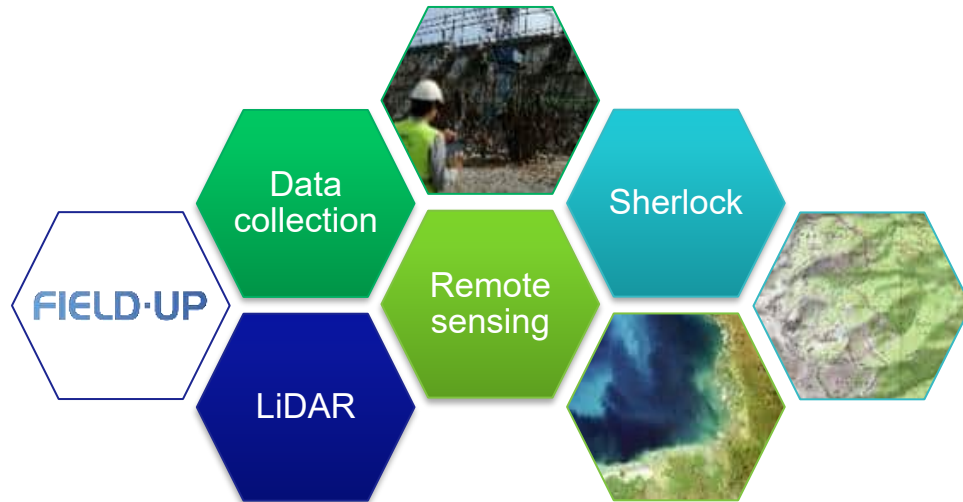 Data
collection
Sherlock
FIELD·UP
Remote
sensing
LiDAR